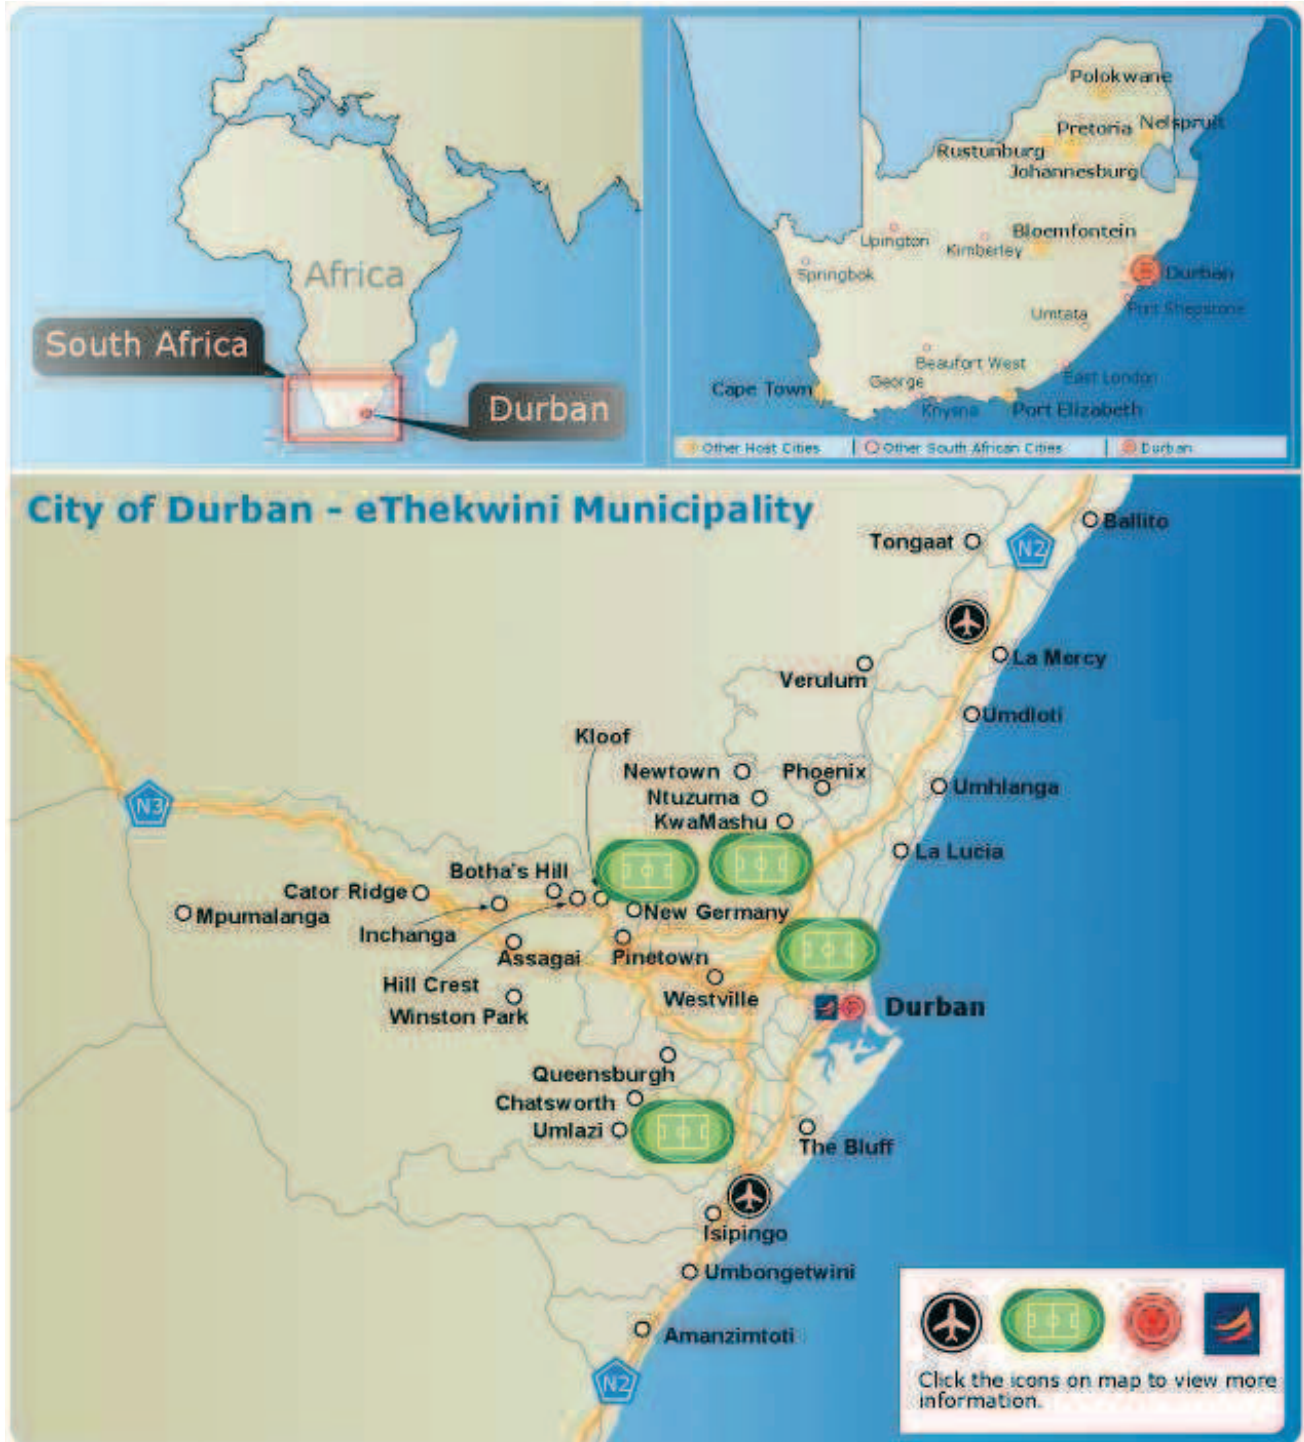 Africa
South Africa
Durban
Polokwane
Nelspruit
Pretoria
Rustunburg
Johannesburg
Bloemfontein
Upington
Kimberley
Springbok
Durban
Port Shepstone
Umtata
Beaufort West
East London
George
Cape Town
Knysna
Port Elizabeth
Other Host Cities
Other South African Cities
Durban
City of Durban - eThekwini Municipality
Ballito
Tongaat
N2
La Mercy
Verulum
Umdloti
Kloof
Newtown
Phoenix
Umhlanga
Ntuzuma
N3
KwaMashu
La Lucia
Botha's Hill
Cator Ridge
Mpumalanga
New Germany
Inchanga
Assagai
Pinetown
Hill Crest
Westville
Winston Park
Durban
Queensburgh
Chatsworth
Umlazi
The Bluff
Isipingo
Umbongetwini
Amanzimtoti
N2
Click the icons on map to view more
information.